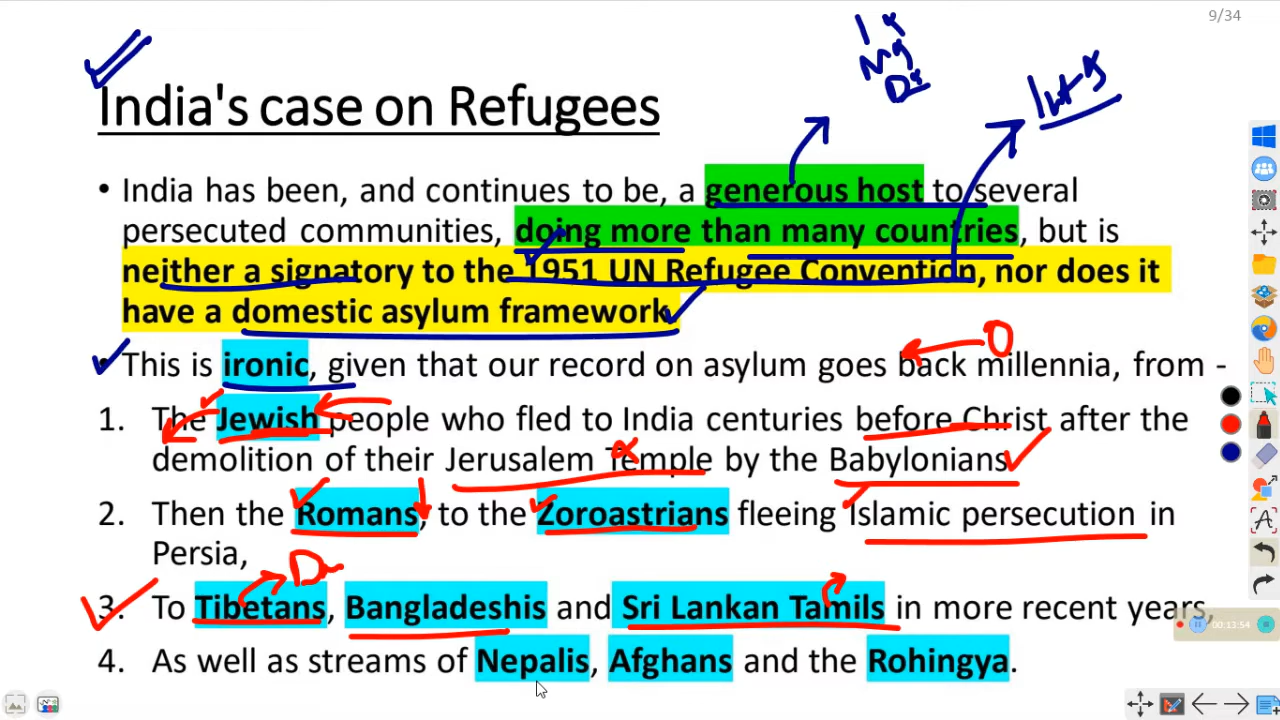 9/34
India's case on Refugees
• India has been, and continues to be, a generous host to several
persecuted communities, doing more than many countries, but is
neither a signatory to the 1951 UN Refugee Convention, nor does it
have a domestic asylum framework.
• This is ironic, given that our record on asylum goes back millennia, from -
1. The Jewish people who fled to India centuries before Christ after the
demolition of their Jerusalem Temple by the Babylonians
2. Then the Romans, to the Zoroastrians fleeing Islamic persecution in
Persia,
3. To Tibetans, Bangladeshis and Sri Lankan Tamils in more recent years,
00:13:54
4. As well as streams of Nepalis, Afghans and the Rohingya.